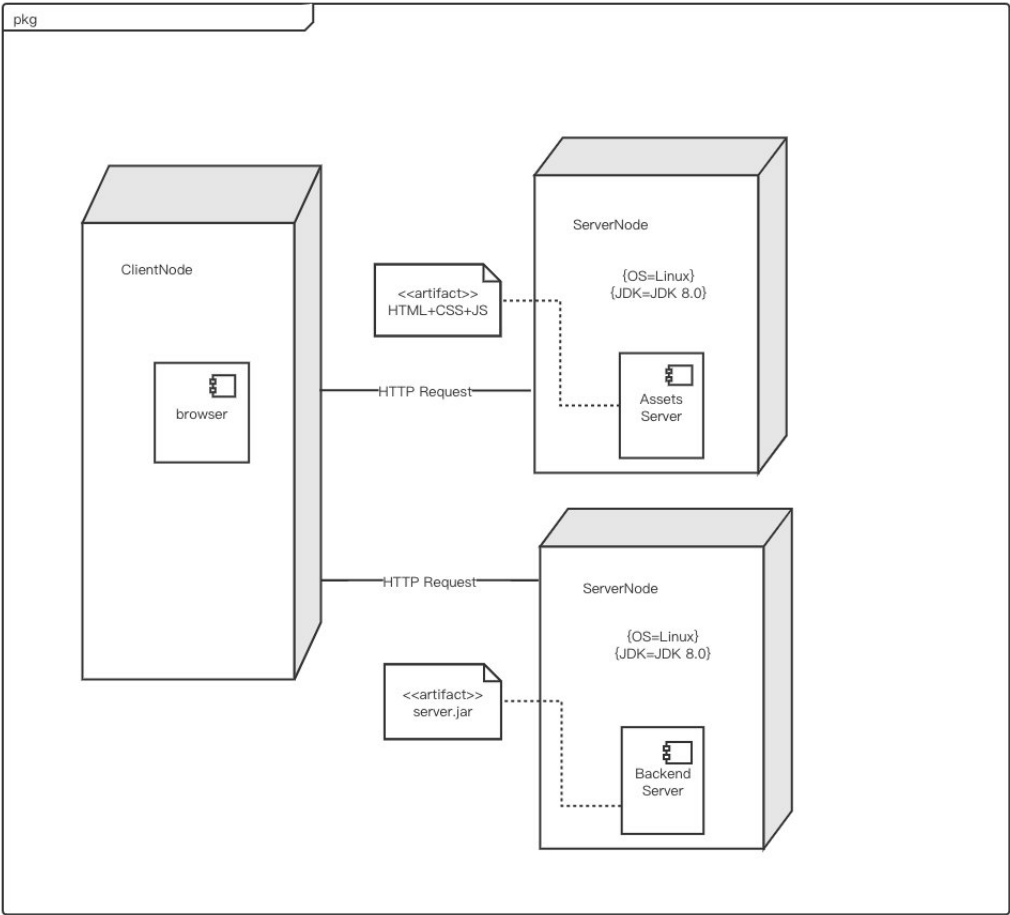 pkg
ClientNode
browser
<<artifact>>
HTML+CSS+JS
HTTP Request
ServerNode
{OS=Linux}
{JDK=JDK 8.0}
Assets
Server
HTTP Request
ServerNode
{OS=Linux}
{JDK=JDK 8.0}
<<artifact>>
server.jar
Backend
Server